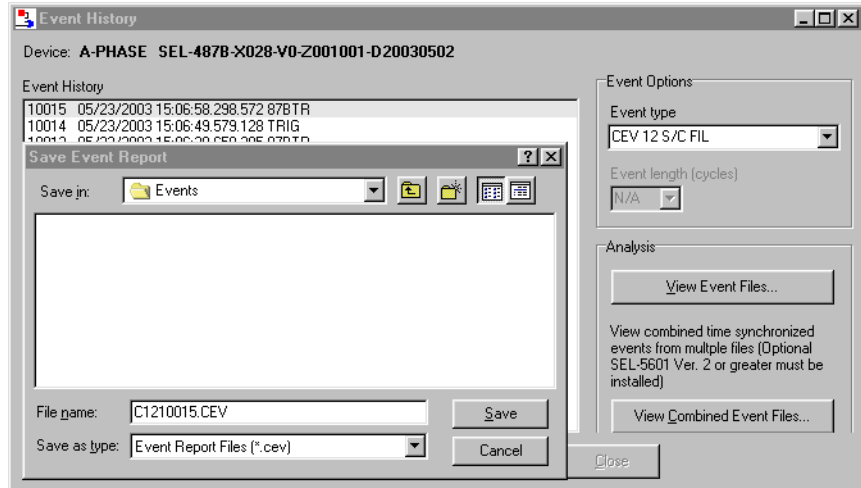 Event History
Device: A-PHASE SEL-487B-X028-V0-Z001001-D20030502
Event History
10015 05/23/2003 15:06:58.298.572 87BTR
10014 05/23/2003 15:06:49.579.128 TRIG
Save Event Report
Save in:
Events
File name:
C1210015.CEV
Save
Save as type:
Event Report Files (*.cev)
Cancel
Event Options
Event type
CEV 12 S/C FIL
Event length (cycles)
N/A
Analysis
View Event Files...
View combined time synchronized
events from multple files (Optional
SEL-5601 Ver. 2 or greater must be
installed)
View Combined Event Files...
Close